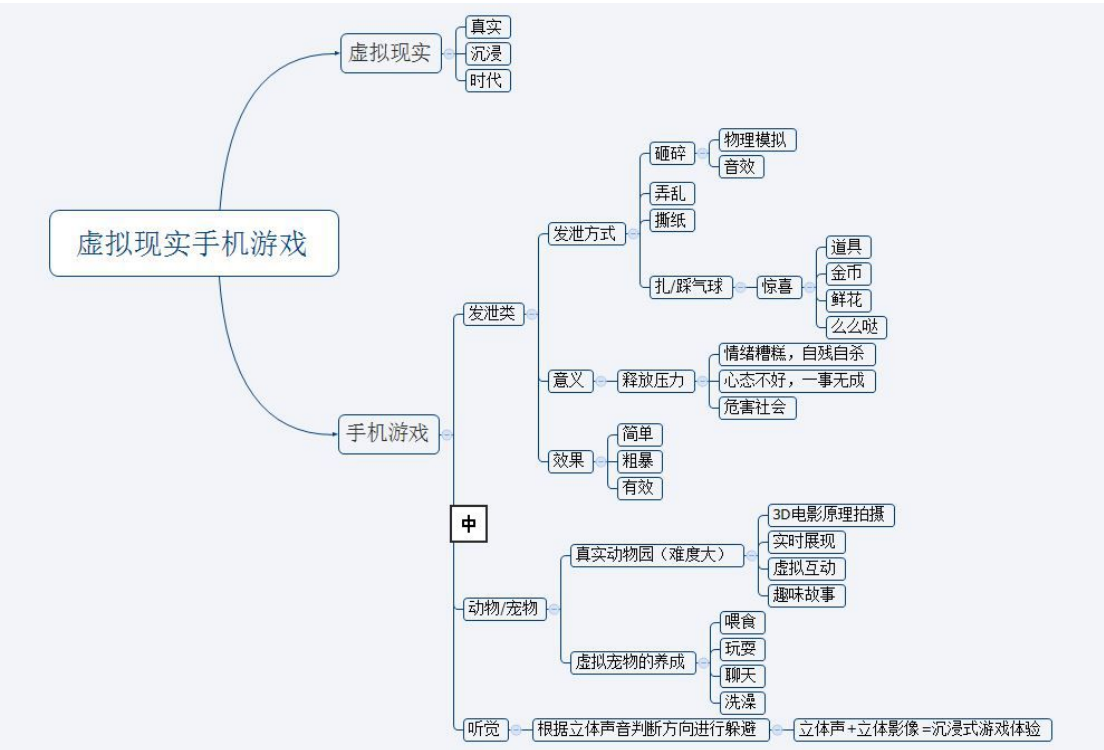 虚拟现实手机游戏
虚拟现实
真实
沉浸
时代
手机游戏
发泄类
发泄方式
砸碎
物理模拟
音效
弄乱
撕纸
扎/踩气球
惊喜
道具
金币
鲜花
么么哒
意义
释放压力
情绪糟糕，自残自杀
心态不好，一事无成
危害社会
效果
简单
粗暴
有效
中
动物/宠物
真实动物园（难度大）
3D电影原理拍摄
实时展现
虚拟互动
趣味故事
虚拟宠物的养成
喂食
玩耍
聊天
洗澡
听觉
根据立体声音判断方向进行躲避
立体声+立体影像=沉浸式游戏体验